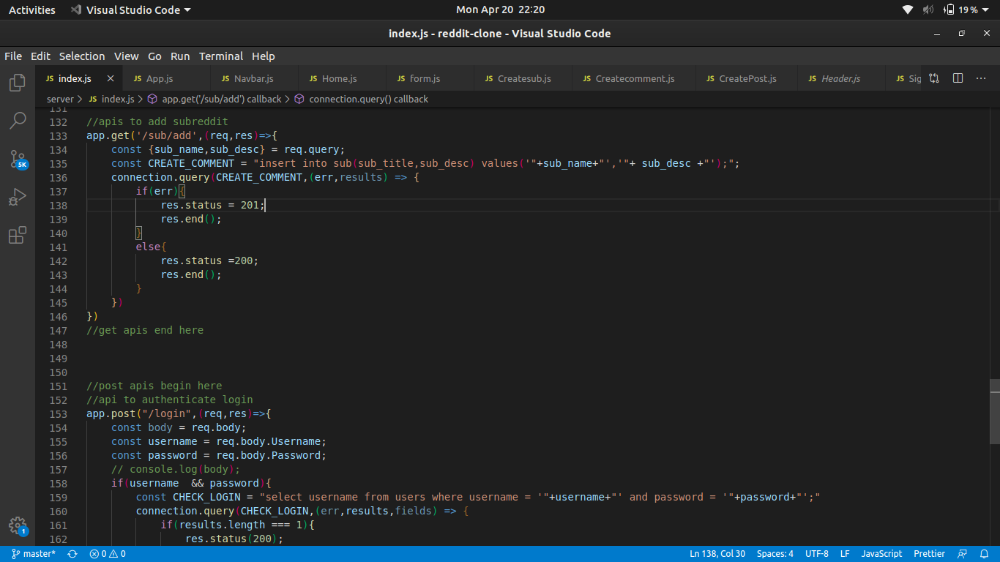 Activities Visual Studio Code Mon Apr 20 22:20 19%
index.js - reddit-clone - Visual Studio Code
File Edit Selection View Go Run Terminal Help
JS index.js JS App.js JS Navbar.js JS Home.js JS form.js JS Createsub.js JS Createcomment.js JS CreatePost.js JS Header.js JS Sig
server > JS index.js > app.get('/sub/add') callback > connection.query() callback
131
132 //apis to add subreddit
133 app.get('/sub/add',(req,res)=>{
134 const {sub_name,sub_desc} = req.query;
135 const CREATE_COMMENT = "insert into sub(sub_title,sub_desc) values('"+sub_name+"','"+ sub_desc +"');";
136 connection.query(CREATE_COMMENT,(err,results) => {
137 if(err){
138 res.status = 201;
139 res.end();
140 }
141 else{
142 res.status =200;
143 res.end();
144 }
145 })
146 })
147 //get apis end here
148
149
150
151 //post apis begin here
152 //api to authenticate login
153 app.post("/login",(req,res)=>{
154 const body = req.body;
155 const username = req.body.Username;
156 const password = req.body.Password;
157 // console.log(body);
158 if(username  && password){
159 const CHECK_LOGIN = "select username from users where username = '"+username+"' and password = '"+password+"';"
160 connection.query(CHECK_LOGIN,(err,results,fields) => {
161 if(results.length === 1){
162 res.status(200);
5K
1
master* 0 0 Ln 138, Col 30 Spaces: 4 UTF-8 LF JavaScript Prettier